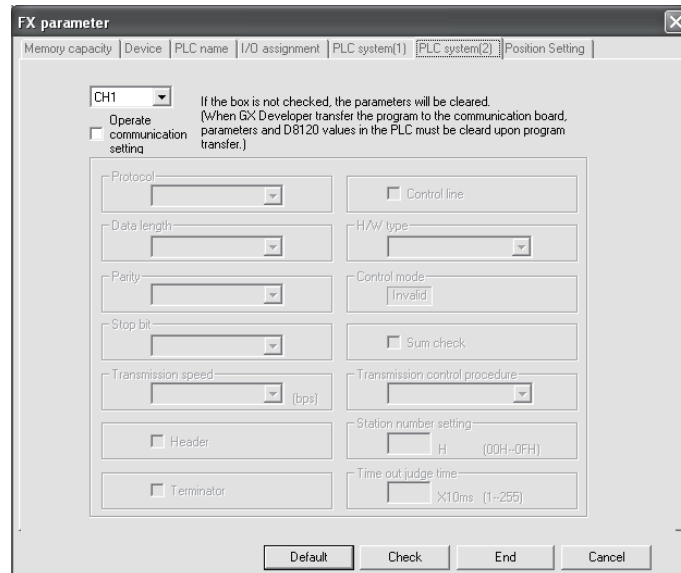 FX parameter
Memory capacity Device PLC name I/O assignment PLC system(1) PLC system(2) Position Setting
CH1
If the box is not checked, the parameters will be cleared.
(When GX Developer transfer the program to the communication board,
parameters and D8120 values in the PLC must be cleard upon program
transfer.)
Operate
communication
setting
Protocol
Control line
Data length
H/W type
Parity
Control mode
Invalid
Stop bit
Sum check
Transmission speed
(bps)
Transmission control procedure
Header
Station number setting
H (00H--0FH)
Terminator
Time out judge time
X10ms (1--255)
Default Check End Cancel